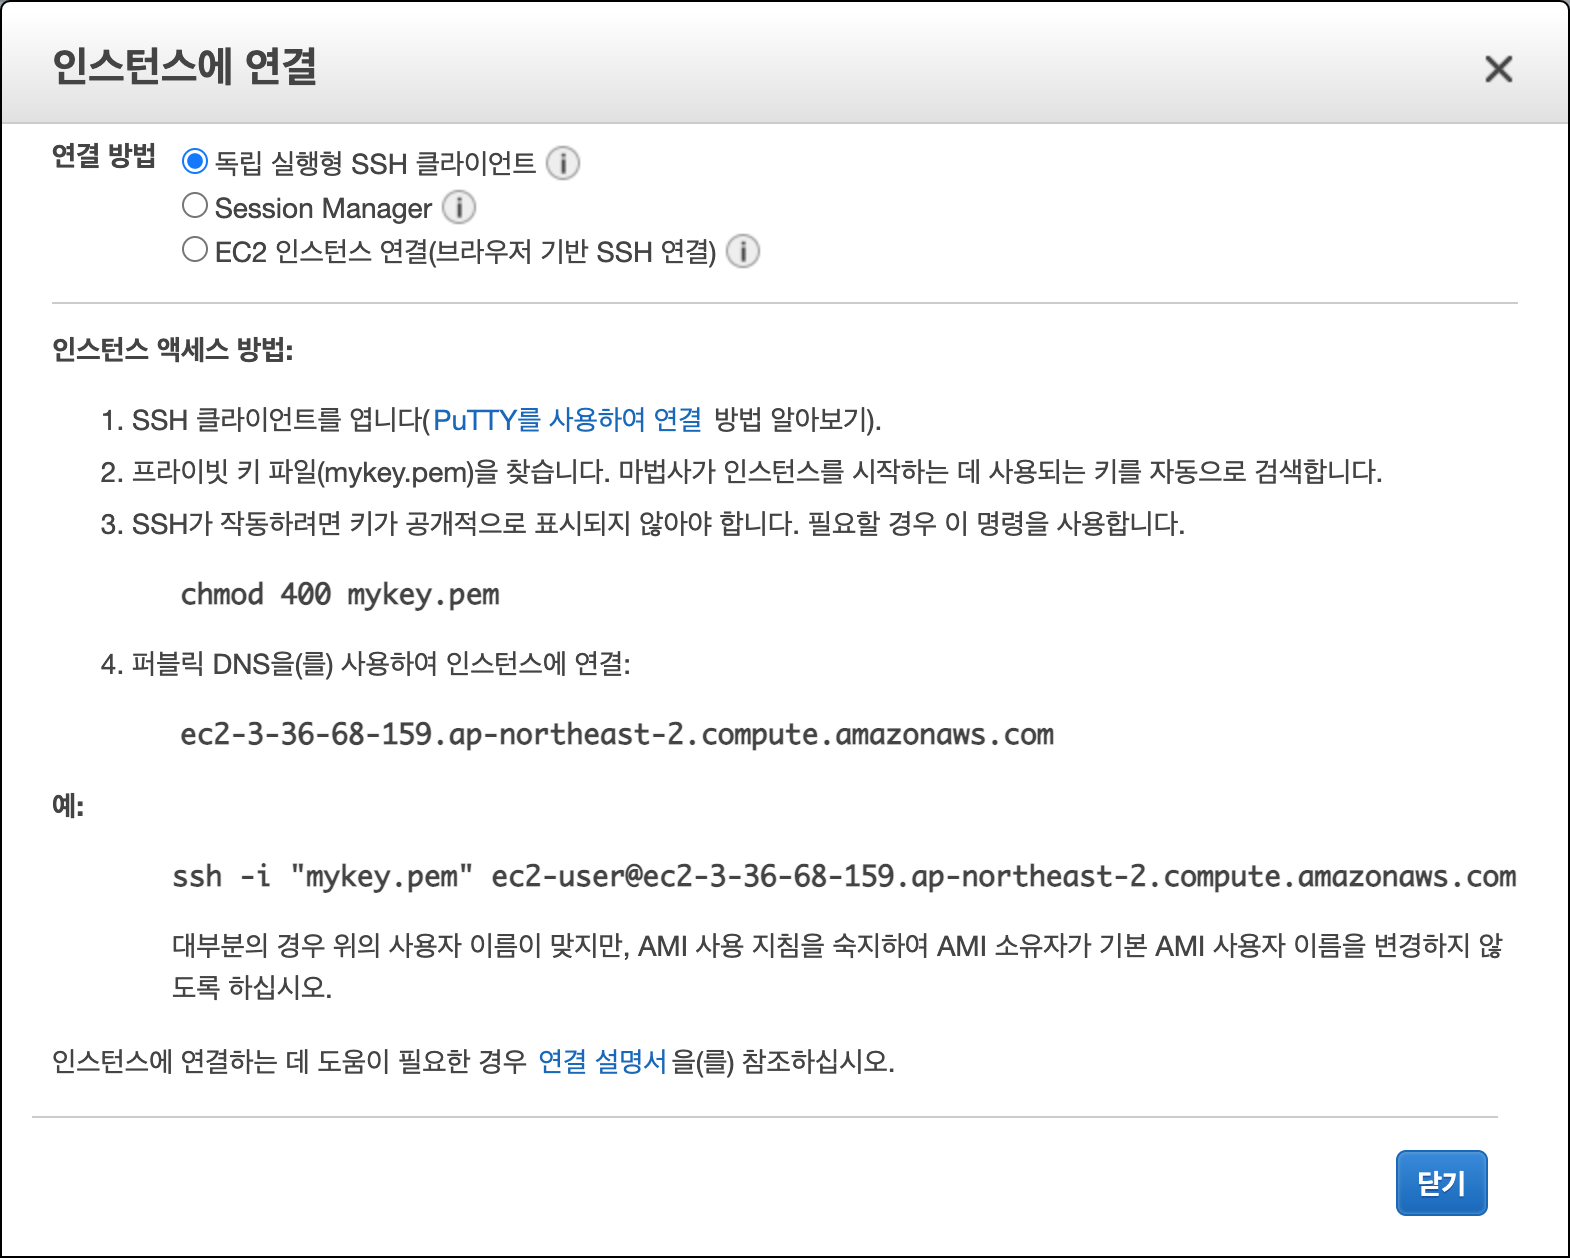 인스턴스에 연결
연결 방법
독립 실행형 SSH 클라이언트
Session Manager
EC2 인스턴스 연결(브라우저 기반 SSH 연결)
인스턴스 액세스 방법:
1. SSH 클라이언트를 엽니다(PuTTY를 사용하여 연결 방법 알아보기).
2. 프라이빗 키 파일(mykey.pem)을 찾습니다. 마법사가 인스턴스를 시작하는 데 사용되는 키를 자동으로 검색합니다.
3. SSH가 작동하려면 키가 공개적으로 표시되지 않아야 합니다. 필요할 경우 이 명령을 사용합니다.
chmod 400 mykey.pem
4. 퍼블릭 DNS을(를) 사용하여 인스턴스에 연결:
ec2-3-36-68-159.ap-northeast-2.compute.amazonaws.com
예:
ssh -i "mykey.pem" ec2-user@ec2-3-36-68-159.ap-northeast-2.compute.amazonaws.com
대부분의 경우 위의 사용자 이름이 맞지만, AMI 사용 지침을 숙지하여 AMI 소유자가 기본 AMI 사용자 이름을 변경하지 않
도록 하십시오.
인스턴스에 연결하는 데 도움이 필요한 경우 연결 설명서을(를) 참조하십시오.
닫기